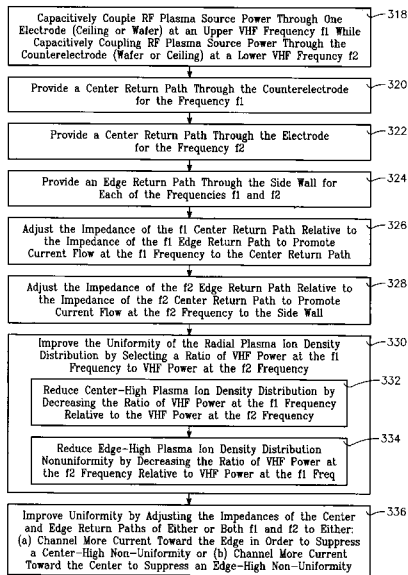 Capacitively Couple RF Plasma Source Power Through One
Electrode (Ceiling or Wafer) at an Upper VHF Frequency f1 While
Capacitively Coupling RF Plasma Source Power Through the
Counterelectrode (Wafer or Ceiling) at a Lower VHF Frequncy f2
318
Provide a Center Return Path Through the Counterelectrode
for the Frequency f1
320
Provide a Center Return Path Through the Electrode
for the Frequency f2
322
Provide an Edge Return Path Through the Side Wall for
Each of the Frequencies f1 and f2
324
Adjust the Impedance of the f1 Center Return Path Relative to
the Impedance of the f1 Edge Return Path to Promote
Current Flow at the f1 Frequency to the Center Return Path
326
Adjust the Impedance of the f2 Edge Return Path Relative to
the Impedance of the f2 Center Return Path to Promote
Current Flow at the f2 Frequency to the Side Wall
328
Improve the Uniformity of the Radial Plasma Ion Density
Distribution by Selecting a Ratio of VHF Power at the f1
Frequency to VHF Power at the f2 Frequency
330
Reduce Center-High Plasma Ion Density Distribution by
Decreasing the Ratio of VHF Power at the f1 Frequency
Relative to the VHF Power at the f2 Frequency
332
Reduce Edge-High Plasma Ion Density Distribution
Nonuniformity by Decreasing the Ratio of VHF Power at
the f2 Frequency Relative to VHF Power at the f1 Freq
334
Improve Uniformity by Adjusting the Impedances of the Center
and Edge Return Paths of Either or Both f1 and f2 to Either:
(a) Channel More Current Toward the Edge in Order to Suppress
a Center-High Non-Uniformity or (b) Channel More Current
Toward the Center to Suppress an Edge-High Non-Uniformity
336